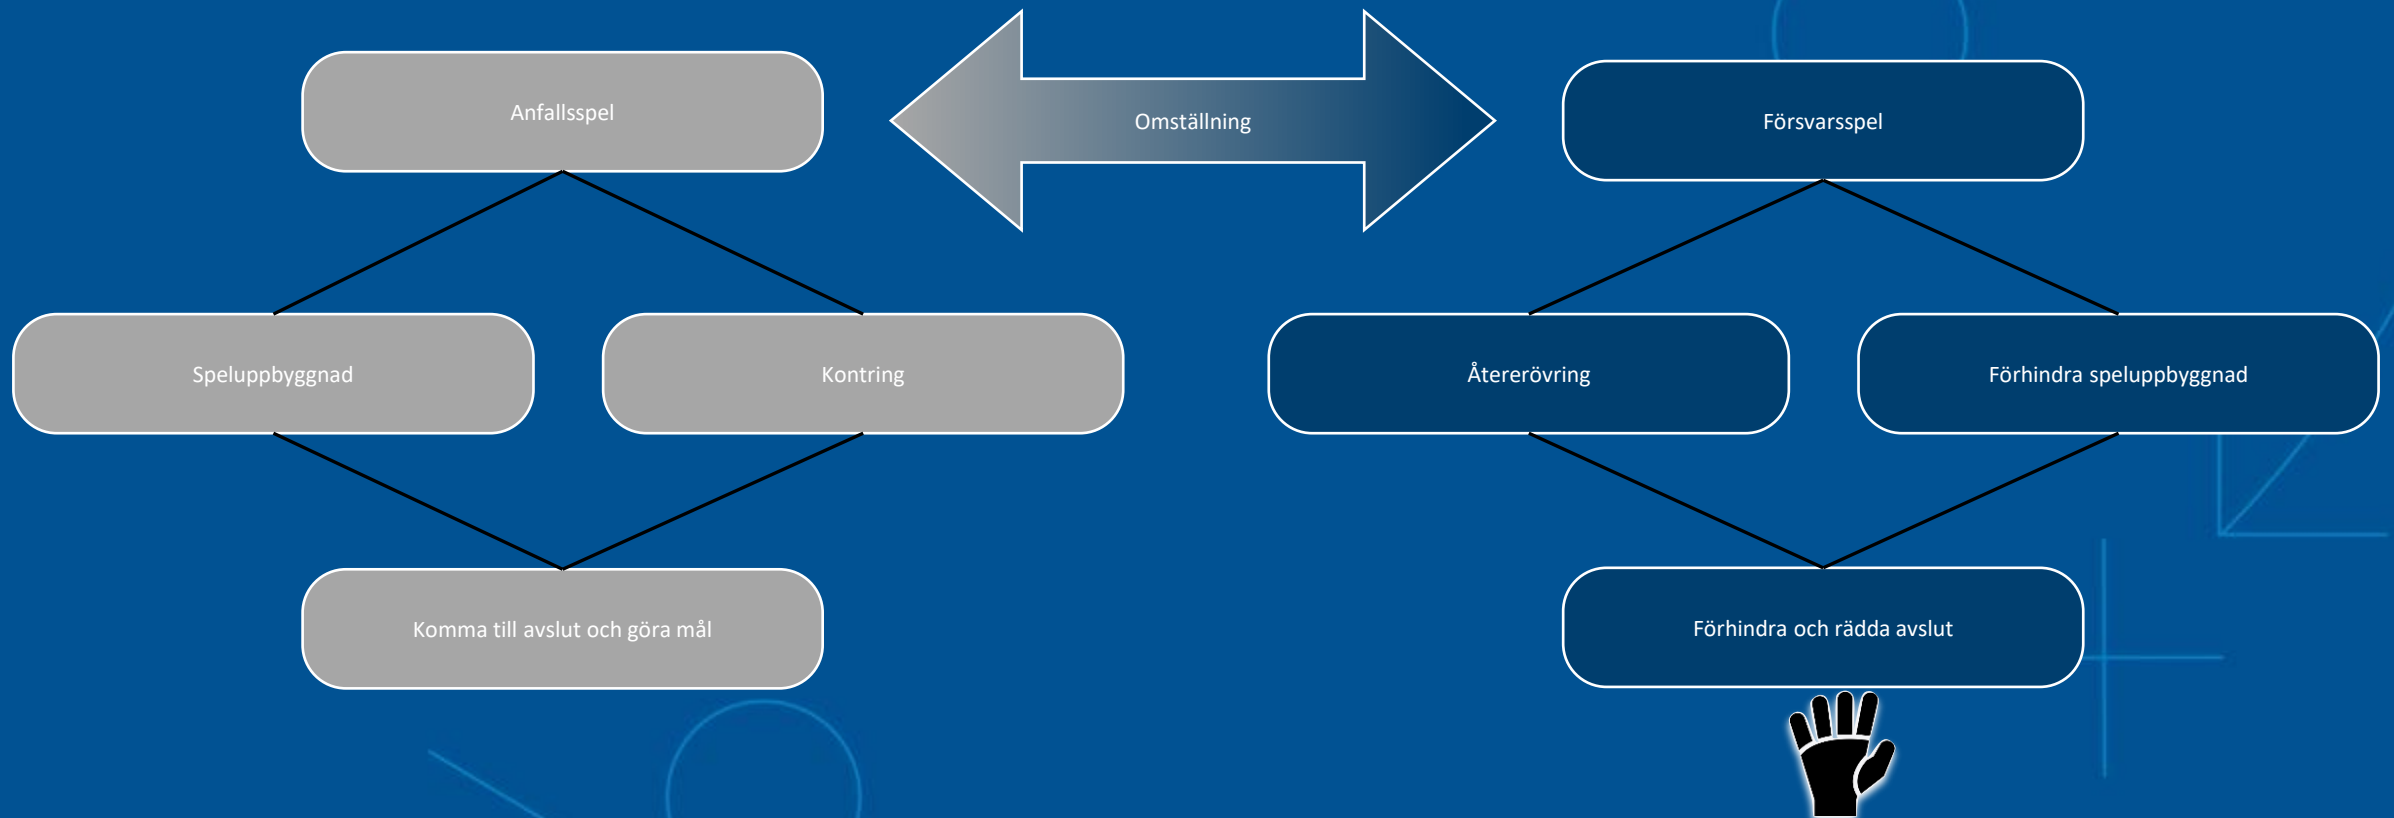 Anfallsspel
Omställning
Försvarsspel
Speluppbyggnad
Kontring
Återerövring
Förhindra speluppbyggnad
Komma till avslut och göra mål
Förhindra och rädda avslut